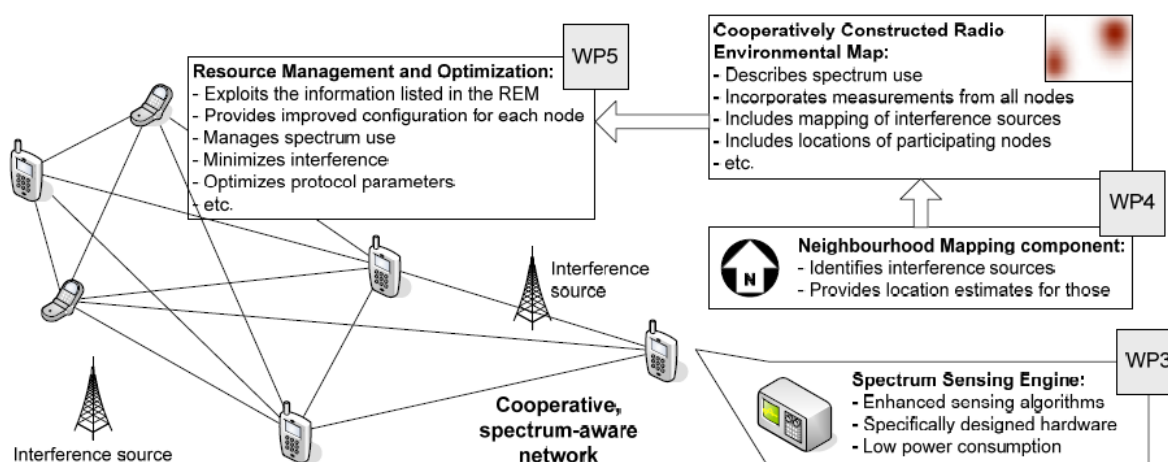 WP5
Resource Management and Optimization:
- Exploits the information listed in the REM
- Provides improved configuration for each node
- Manages spectrum use
- Minimizes interference
- Optimizes protocol parameters
- etc.
Cooperatively Constructed Radio
Environmental Map:
- Describes spectrum use
- Incorporates measurements from all nodes
- Includes mapping of interference sources
- Includes locations of participating nodes
- etc.
WP4
N
Neighbourhood Mapping component:
- Identifies interference sources
- Provides location estimates for those
Interference
source
WP3
Spectrum Sensing Engine:
- Enhanced sensing algorithms
- Specifically designed hardware
- Low power consumption
Cooperative,
spectrum-aware
network
Interference source